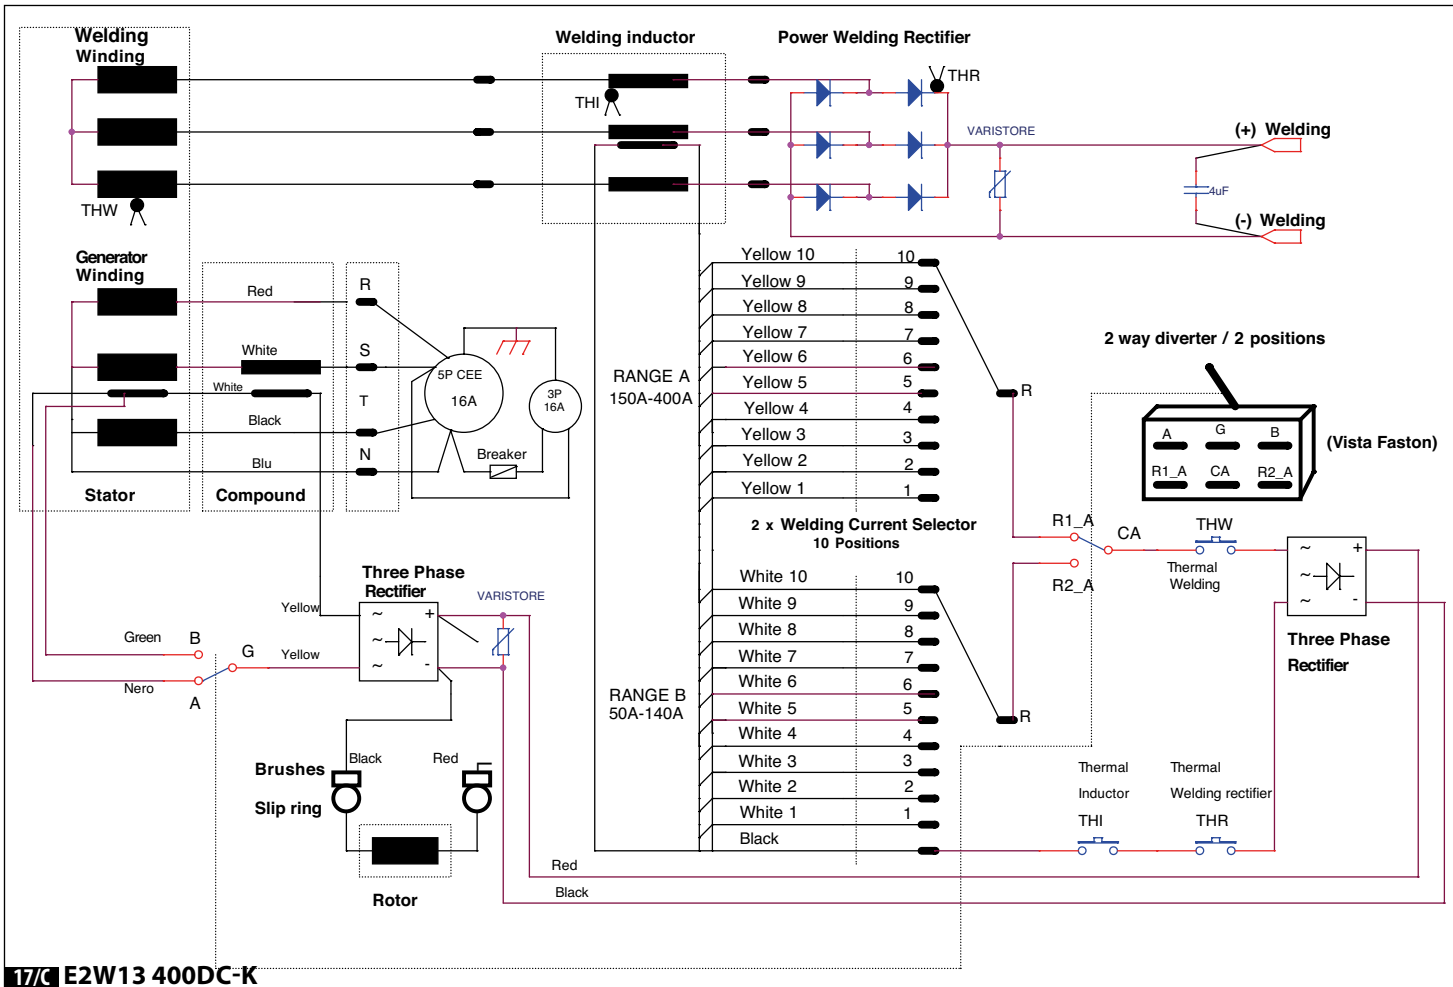 Welding
Winding
Welding inductor
Power Welding Rectifier
THR
THI
VARISTORE
(+) Welding
4uF
THW
(-) Welding
Generator
Winding
Red
R
White
S
White
T
Black
Blu
N
Stator
Compound
5P CEE
16A
3P
16A
Breaker
RANGE A
150A-400A
Yellow 10 10
Yellow 9 9
Yellow 8 8
Yellow 7 7
Yellow 6 6
Yellow 5 5
Yellow 4 4
Yellow 3 3
Yellow 2 2
Yellow 1 1
R
2 way diverter / 2 positions
A G B
R1_A CA R2_A
(Vista Faston)
2 x Welding Current Selector
10 Positions
R1_A
CA
R2_A
THW
Thermal
Welding
~ +
~
~ -
Three Phase
Rectifier
Three Phase
Rectifier
VARISTORE
Yellow
~ +
~
~ -
Green
B
G
Yellow
Nero
A
RANGE B
50A-140A
White 10 10
White 9 9
White 8 8
White 7 7
White 6 6
White 5 5
White 4 4
White 3 3
White 2 2
White 1 1
Black
R
Thermal
Inductor
THI
Thermal
Welding rectifier
THR
Brushes
Black
Red
Slip ring
Rotor
Red
Black
17/C E2W13 400DC-K